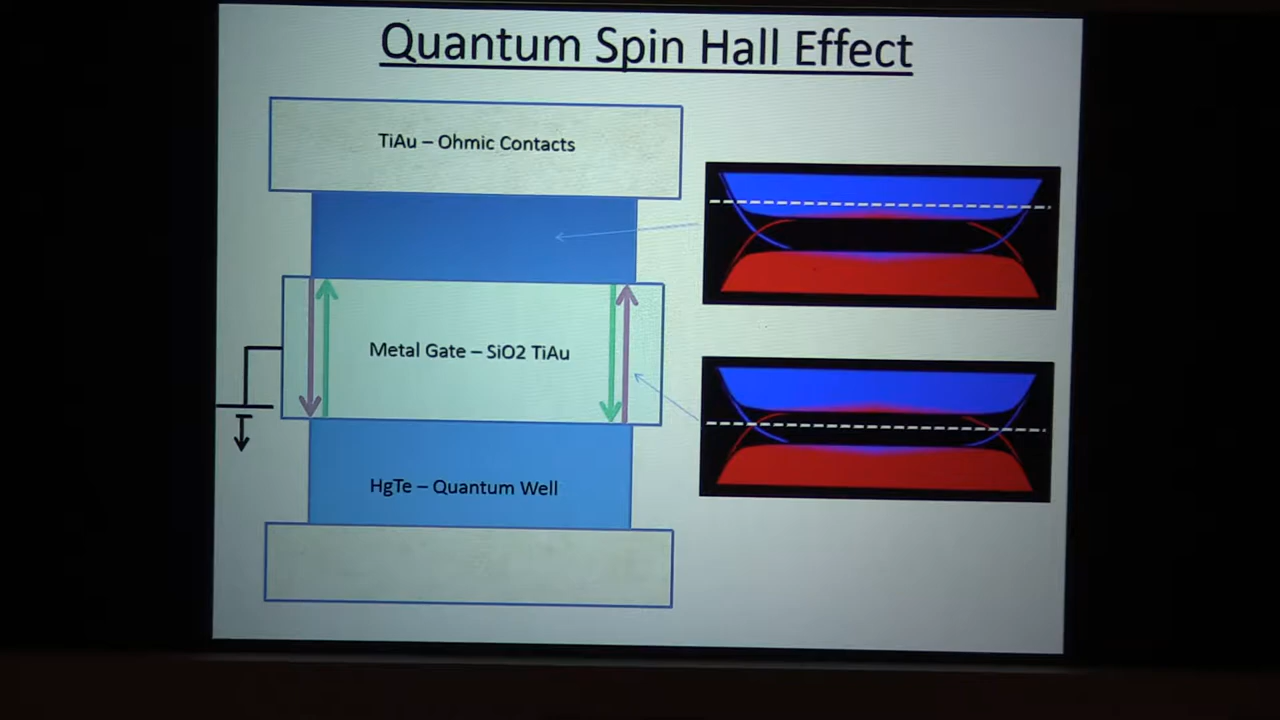 Quantum Spin Hall Effect
TiAu – Ohmic Contacts
Metal Gate – SiO2 TiAu
HgTe – Quantum Well